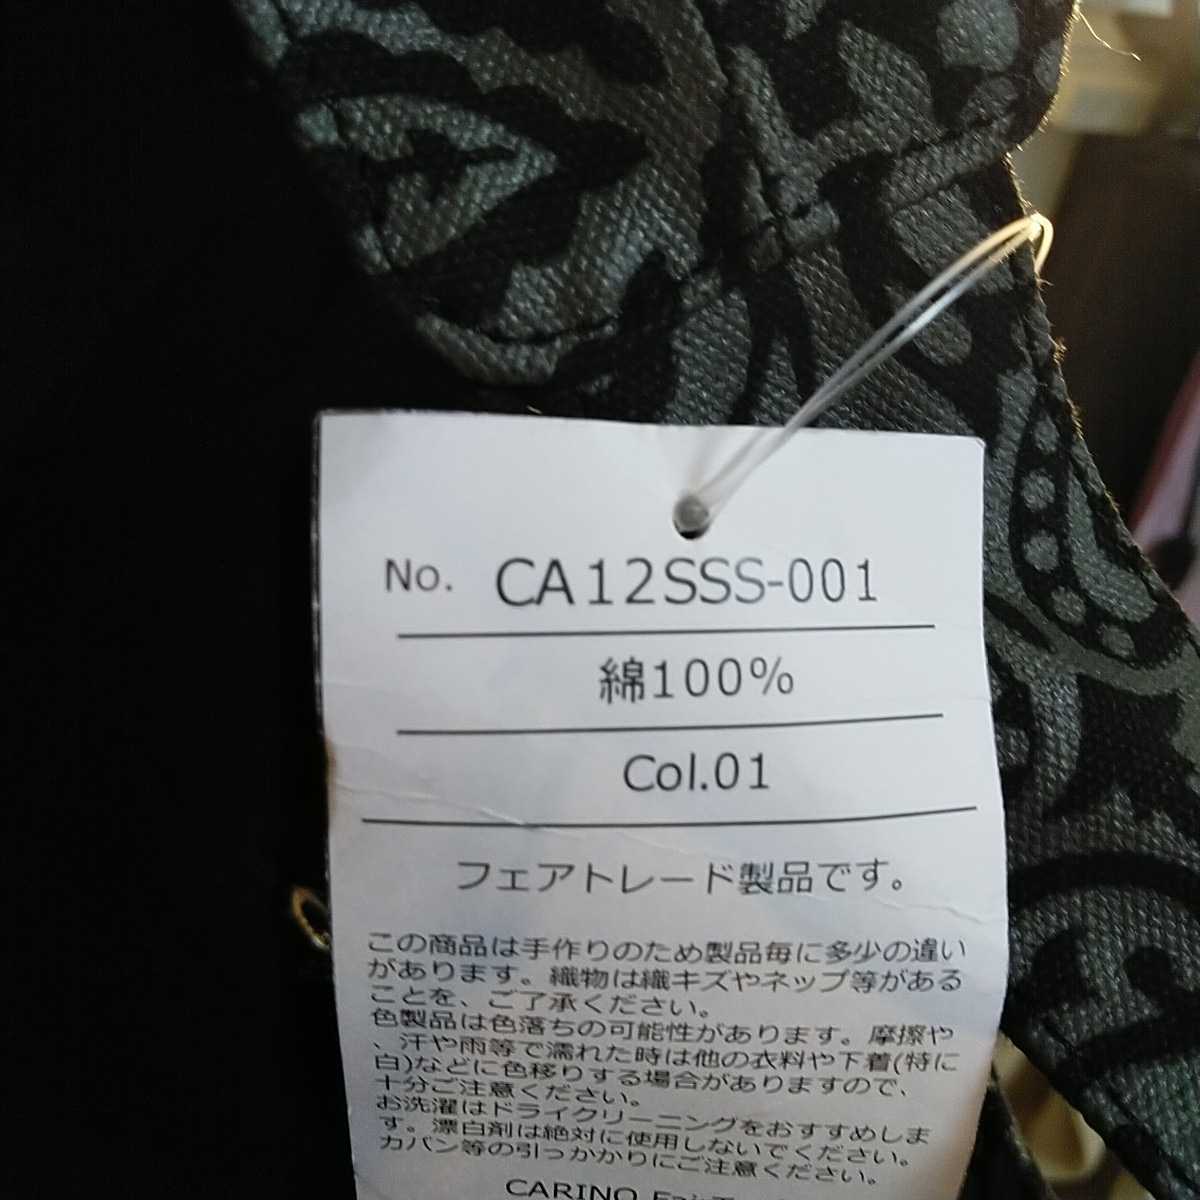 No. CA12SSS-001
綿100%
Col.01
フェアトレード製品です。
この商品は手作りのため製品毎に多少の違い
があります。織物は織キズやネップ等がある
ことを、ご了承ください。
色製品は色落ちの可能性があります。摩擦や
、汗や雨等で濡れた時は他の衣料や下着(特に
白)などに色移りする場合がありますので、
十分ご注意ください。
お洗濯はドライクリーニングをおすすめしま
す。漂白剤は絶対に使用しないでください。
カバン等の引っかかりにご注意ください。
CARINO